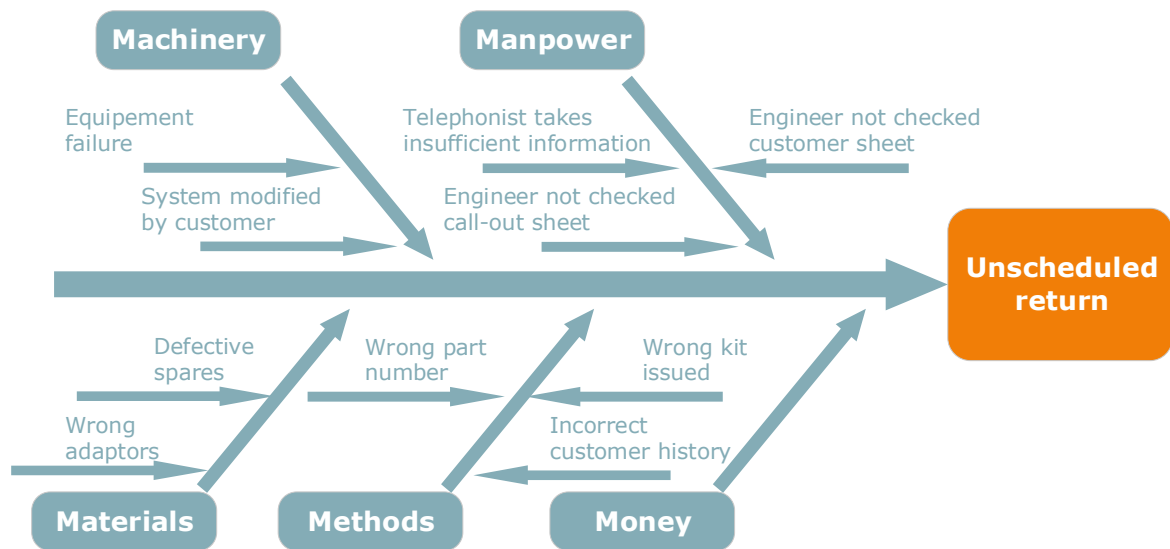 Machinery
Manpower
Equipement
failure
Telephonist takes
insufficient information
Engineer not checked
customer sheet
System modified
by customer
Engineer not checked
call-out sheet
Unscheduled
return
Defective
spares
Wrong part
number
Wrong kit
issued
Wrong
adaptors
Incorrect
customer history
Materials
Methods
Money